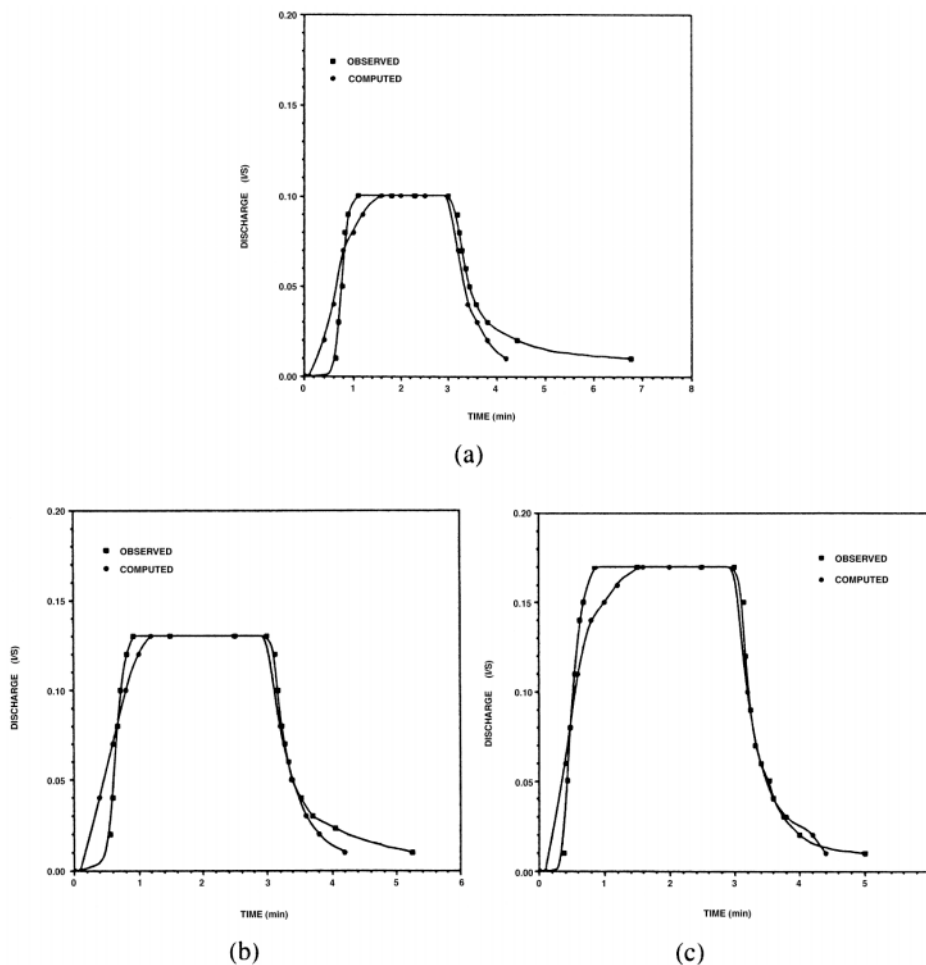 0.20
OBSERVED
COMPUTED
0.15
DISCHARGE (l/S)
0.10
0.05
0.00
0 1 2 3 4 5 6 7 8
TIME (min)
(a)
0.20
OBSERVED
COMPUTED
0.15
DISCHARGE (l/S)
0.10
0.05
0.00
0 1 2 3 4 5 6
TIME (min)
(b)
0.20
OBSERVED
COMPUTED
0.15
DISCHARGE (l/S)
0.10
0.05
0.00
0 1 2 3 4 5
TIME (min)
(c)